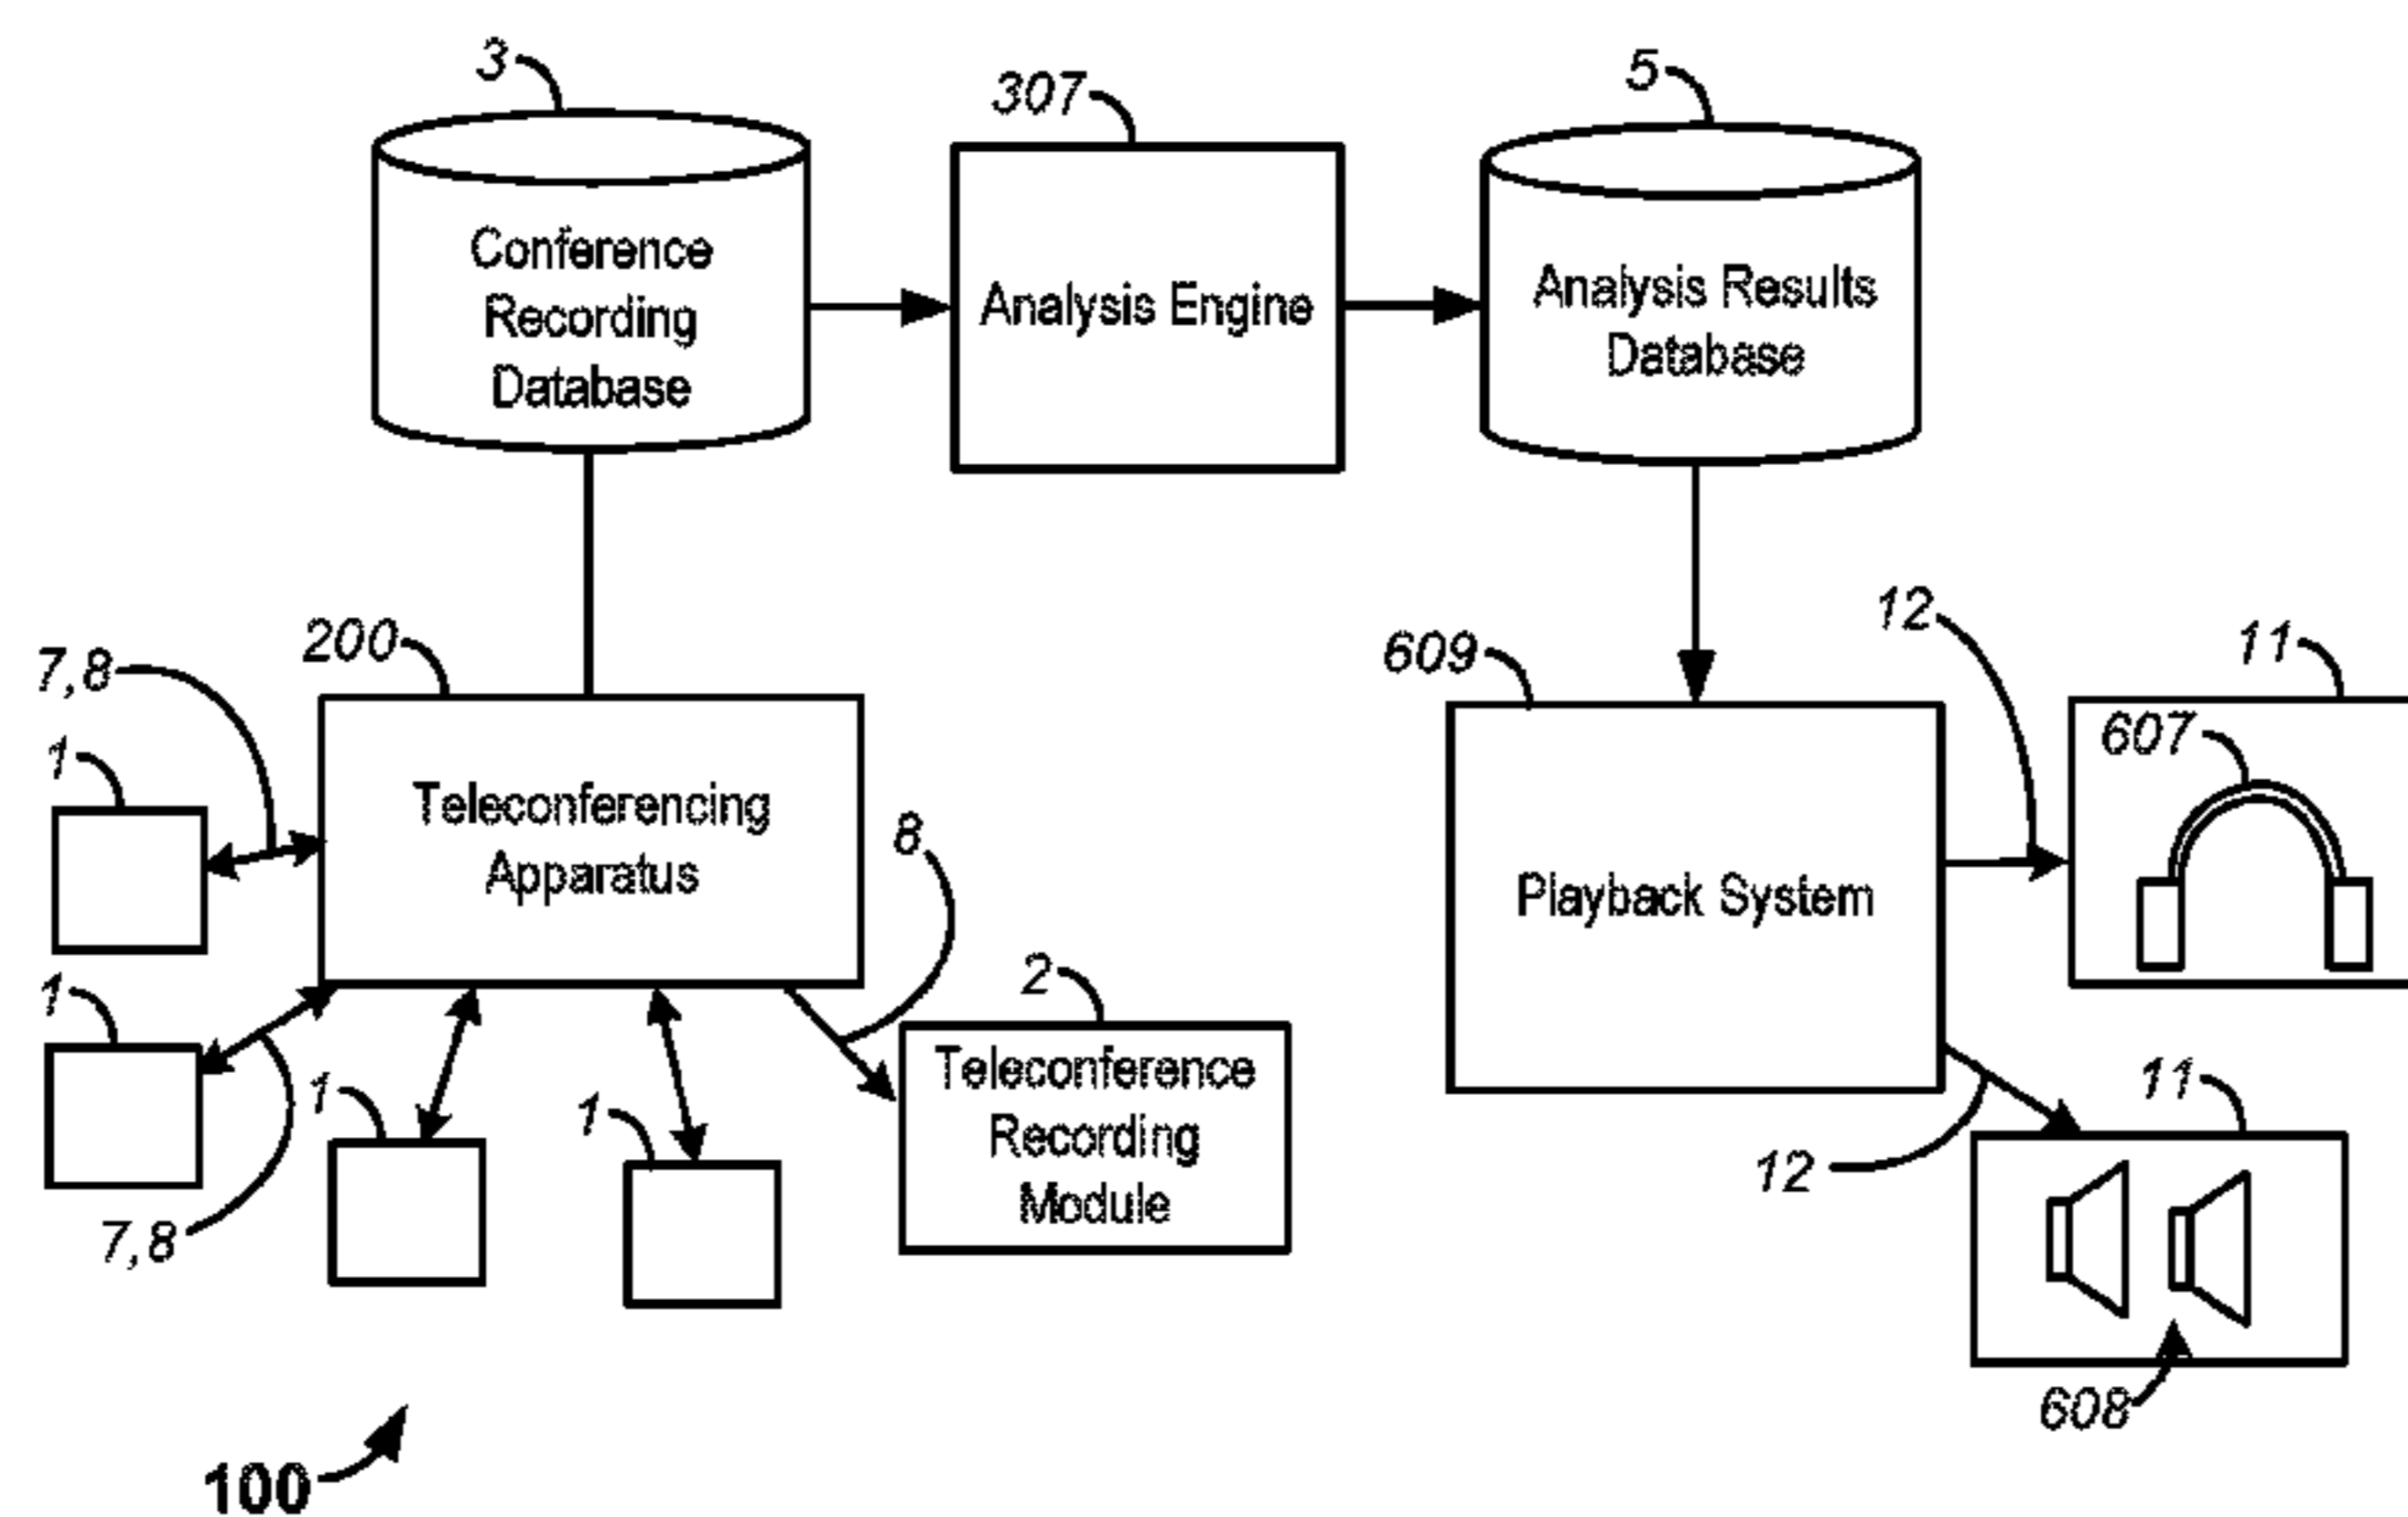 3
307
5
Conference
Recording
Database
Analysis Engine
Analysis Results
Database
200
7,8
1
Teleconferencing
Apparatus
8
609
12
11
607
Playback System
1
7,8
1
1
2
Teleconference
Recording
Module
12
11
608
100